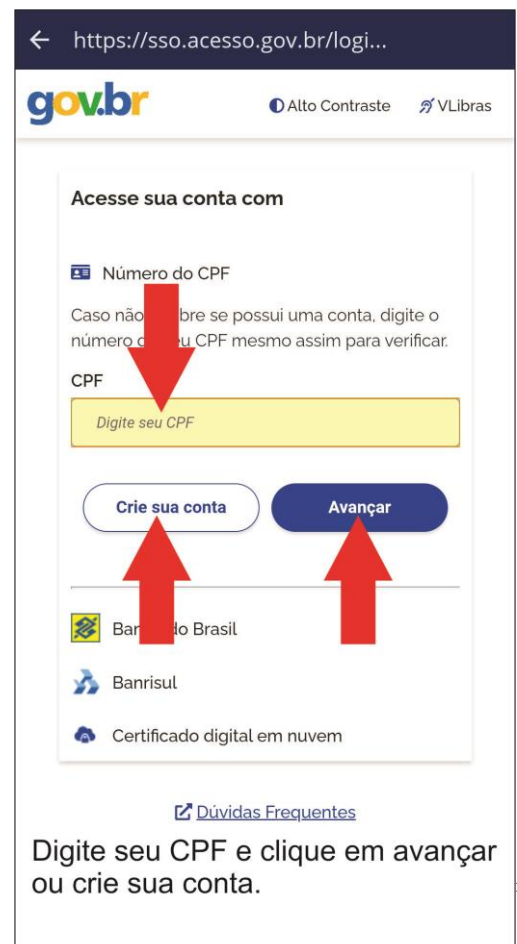 https://sso.acesso.gov.br/logi...
gov.br
Alto Contraste
VLibras
Acesse sua conta com
Número do CPF
Caso não bre se possui uma conta, digite o
número u CPF mesmo assim para verificar.
CPF
Digite seu CPF
Crie sua conta
Avançar
Ban do Brasil
Banrisul
Certificado digital em nuvem
Dúvidas Frequentes
Digite seu CPF e clique em avançar
ou crie sua conta.